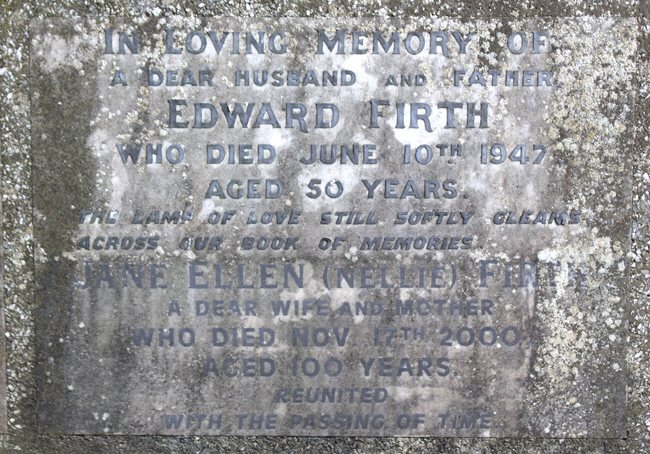 IN LOVING MEMORY OF
A DEAR HUSBAND AND FATHER
EDWARD FIRTH
WHO DIED JUNE 10TH. 1947.
AGED 50 YEARS.
THE LAMP OF LOVE STILL SOFTLY GLEAMS
ACROSS OUR BOOK OF MEMORIES.
JANE ELLEN (NELLIE) FIRTH,
A DEAR WIFE AND MOTHER
WHO DIED NOV. 17TH 2000,
AGED 100 YEARS.
REUNITED
WITH THE PASSING OF TIME.